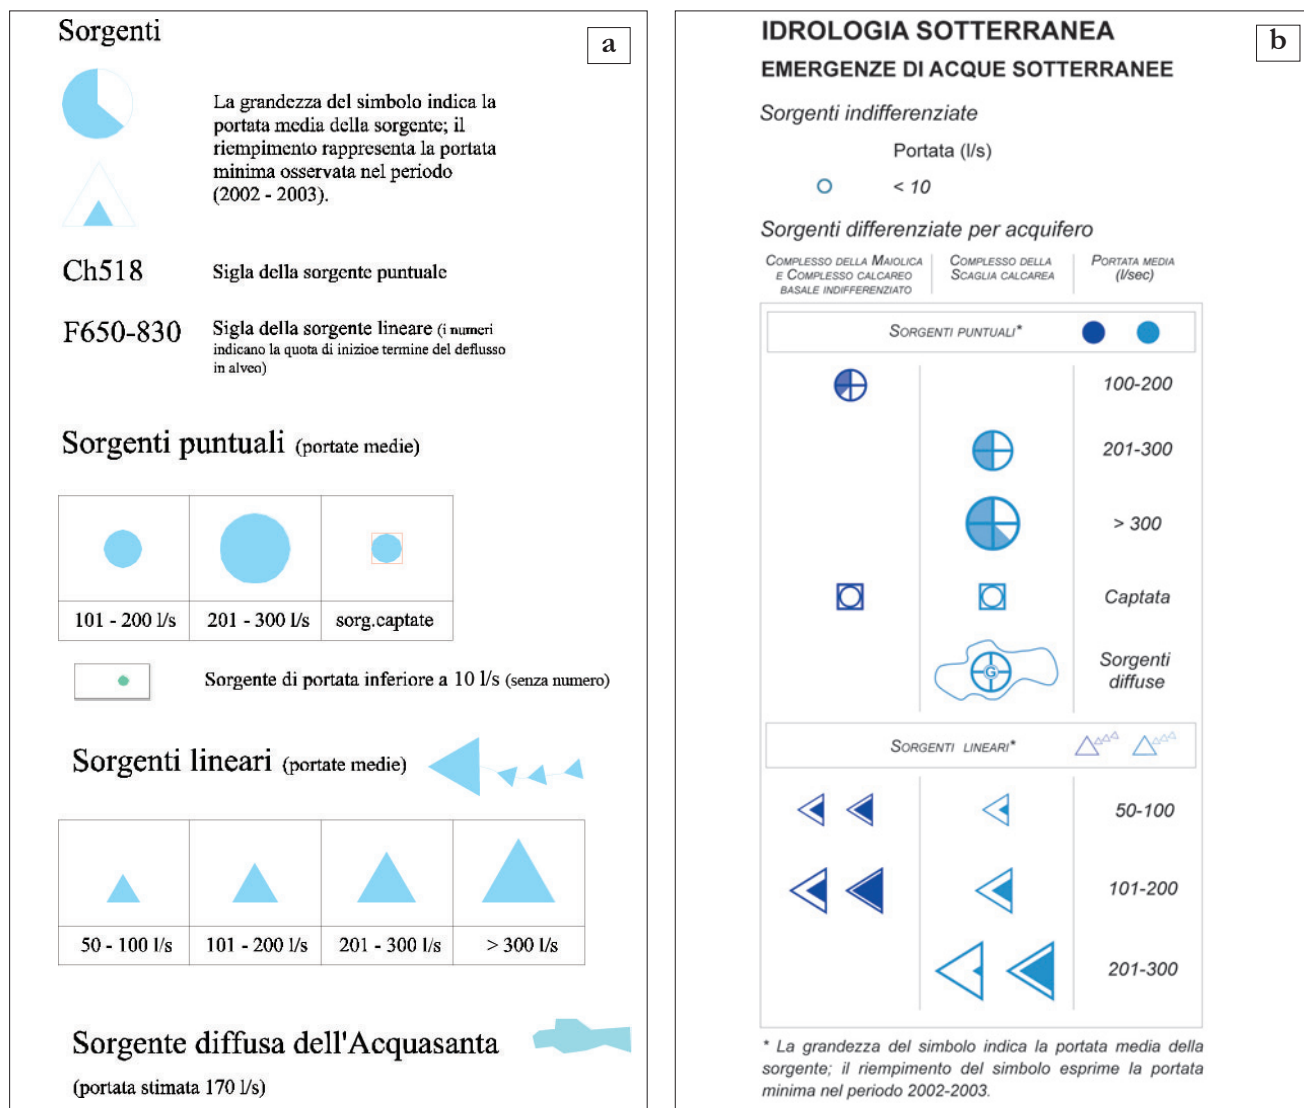 a
Sorgenti
La grandezza del simbolo indica la
portata media della sorgente; il
riempimento rappresenta la portata
minima osservata nel periodo
(2002 - 2003).
Ch518
Sigla della sorgente puntuale
F650-830
Sigla della sorgente lineare (i numeri
indicano la quota di inizioe termine del deflusso
in alveo)
Sorgenti puntuali (portate medie)
101 - 200 l/s
201 - 300 l/s
sorg.captate
Sorgente di portata inferiore a 10 l/s (senza numero)
Sorgenti lineari (portate medie)
50 - 100 l/s
101 - 200 l/s
201 - 300 l/s
> 300 l/s
Sorgente diffusa dell'Acquasanta
(portata stimata 170 l/s)
b
IDROLOGIA SOTTERRANEA
EMERGENZE DI ACQUE SOTTERRANEE
Sorgenti indifferenziate
Portata (l/s)
< 10
Sorgenti differenziate per acquifero
COMPLESSO DELLA MAIOLICA
E COMPLESSO CALCAREO
BASALE INDIFFERENZIATO
COMPLESSO DELLA
SCAGLIA CALCAREA
PORTATA MEDIA
(l/sec)
SORGENTI PUNTUALI*
100-200
201-300
> 300
Captata
G
Sorgenti
diffuse
SORGENTI LINEARI*
50-100
101-200
201-300
* La grandezza del simbolo indica la portata media della
sorgente; il riempimento del simbolo esprime la portata
minima nel periodo 2002-2003.